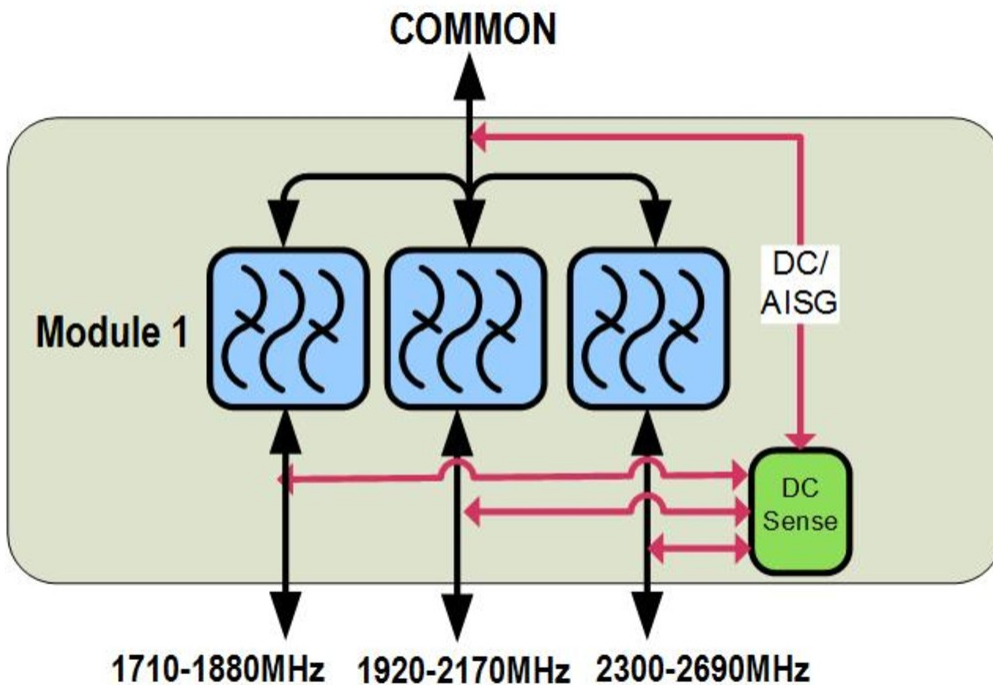 COMMON
DC/
AISG
Module 1
DC
Sense
1710-1880MHz 1920-2170MHz 2300-2690MHz